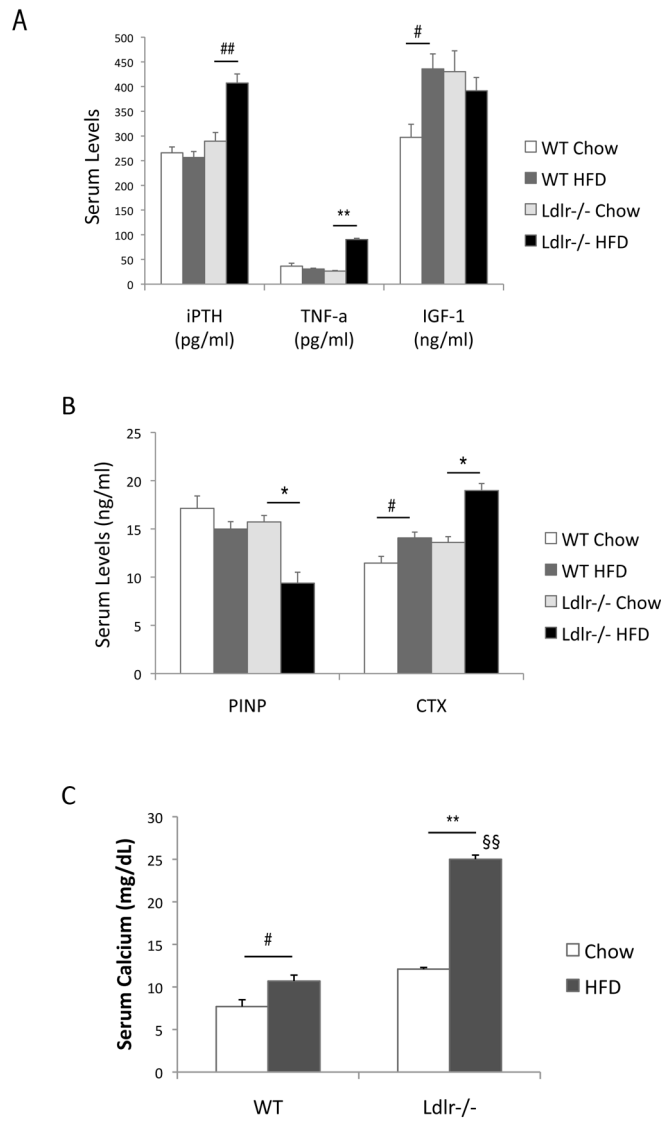 A
500
450
400
350
300
250
200
150
100
50
0
Serum Levels
##
**
#
iPTH
(pg/ml)
TNF-a
(pg/ml)
IGF-1
(ng/ml)
WT Chow
WT HFD
Ldlr-/- Chow
Ldlr-/- HFD
B
25
20
15
10
5
0
Serum Levels (ng/ml)
*
#
*
PINP
CTX
WT Chow
WT HFD
Ldlr-/- Chow
Ldlr-/- HFD
C
30
25
20
15
10
5
0
Serum Calcium (mg/dL)
#
**
§§
WT
Ldlr-/-
Chow
HFD